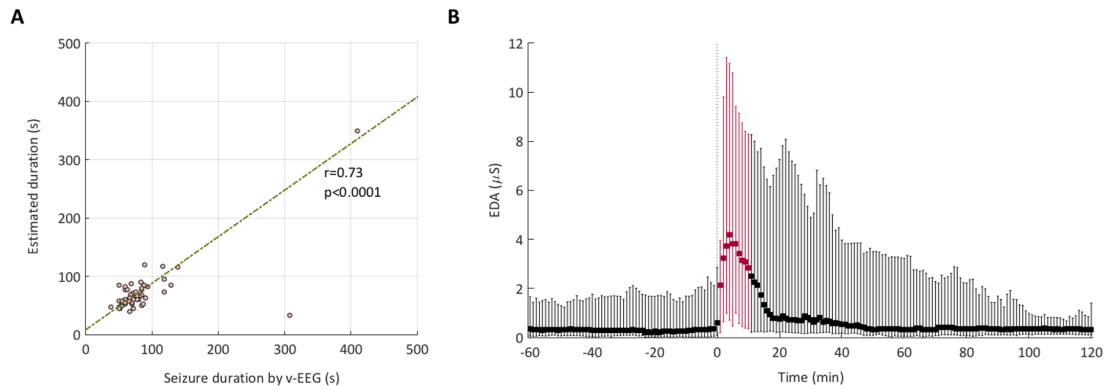 A
500
400
300
200
100
0
Estimated duration (s)
r=0.73
p<0.0001
0 100 200 300 400 500
Seizure duration by v-EEG (s)
B
12
10
8
6
4
2
0
EDA (μS)
-60 -40 -20 0 20 40 60 80 100 120
Time (min)